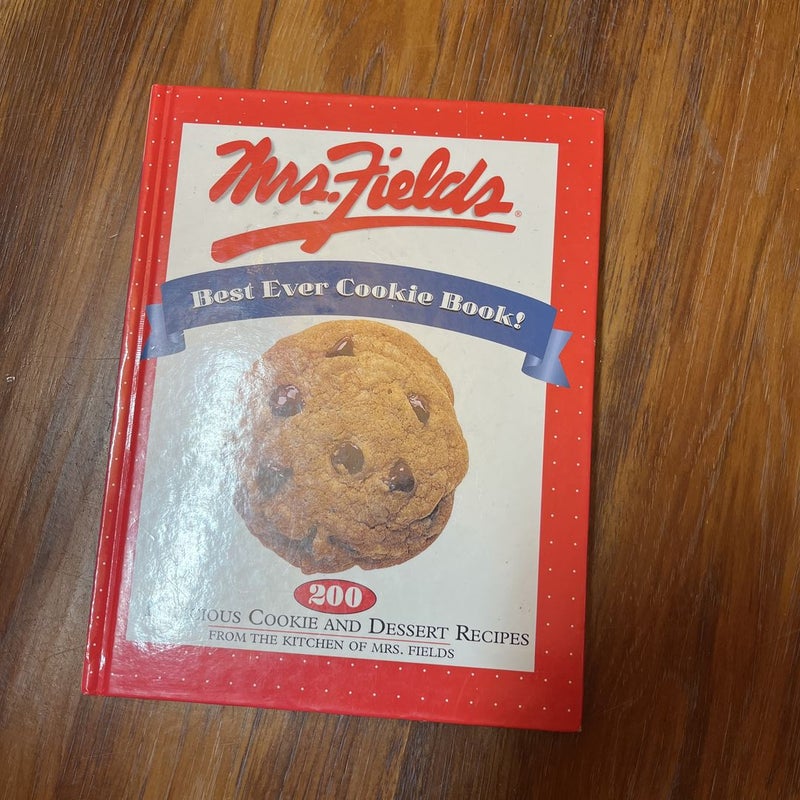 Mrs. Fields®
Best Ever Cookie Book!
200
Cookie and Dessert Recipes
from the kitchen of Mrs. Fields